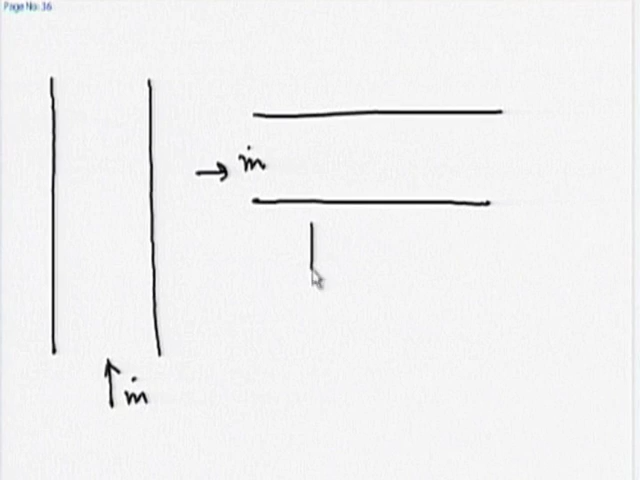 Page No: 36
→ ṁ
↑ ṁ